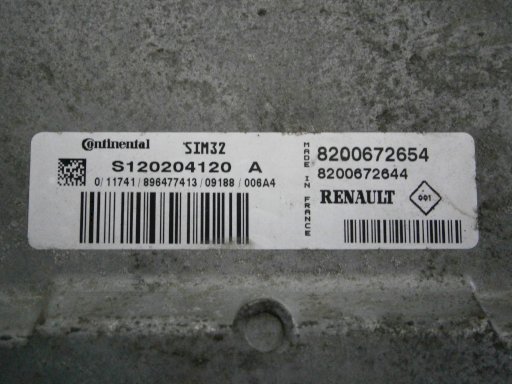 Continental SIM32
S120204120 A
0/11741/896477413/09188/006A4
MADE IN FRANCE
8200672654
8200672644
RENAULT 001